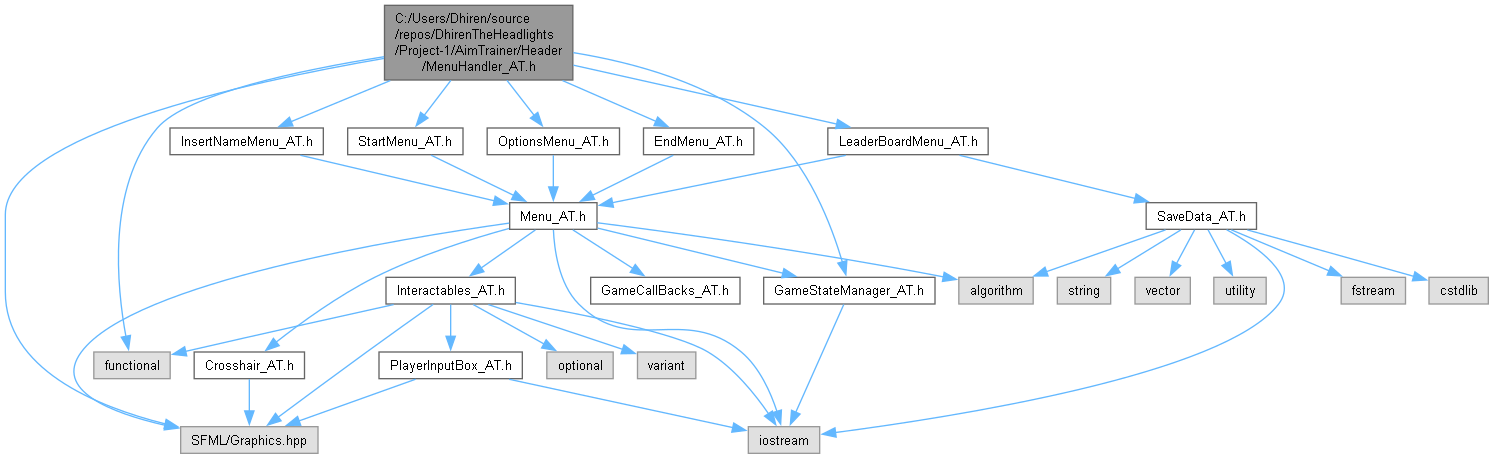 C:/Users/Dhiren/source
/repos/DhirenTheHeadlights
/Project-1/AimTrainer/Header
/MenuHandler_AT.h
InsertNameMenu_AT.h
StartMenu_AT.h
OptionsMenu_AT.h
EndMenu_AT.h
LeaderBoardMenu_AT.h
Menu_AT.h
SaveData_AT.h
Interactables_AT.h
GameCallBacks_AT.h
GameStateManager_AT.h
algorithm
string
vector
utility
fstream
cstdlib
functional
Crosshair_AT.h
PlayerInputBox_AT.h
optional
variant
SFML/Graphics.hpp
iostream